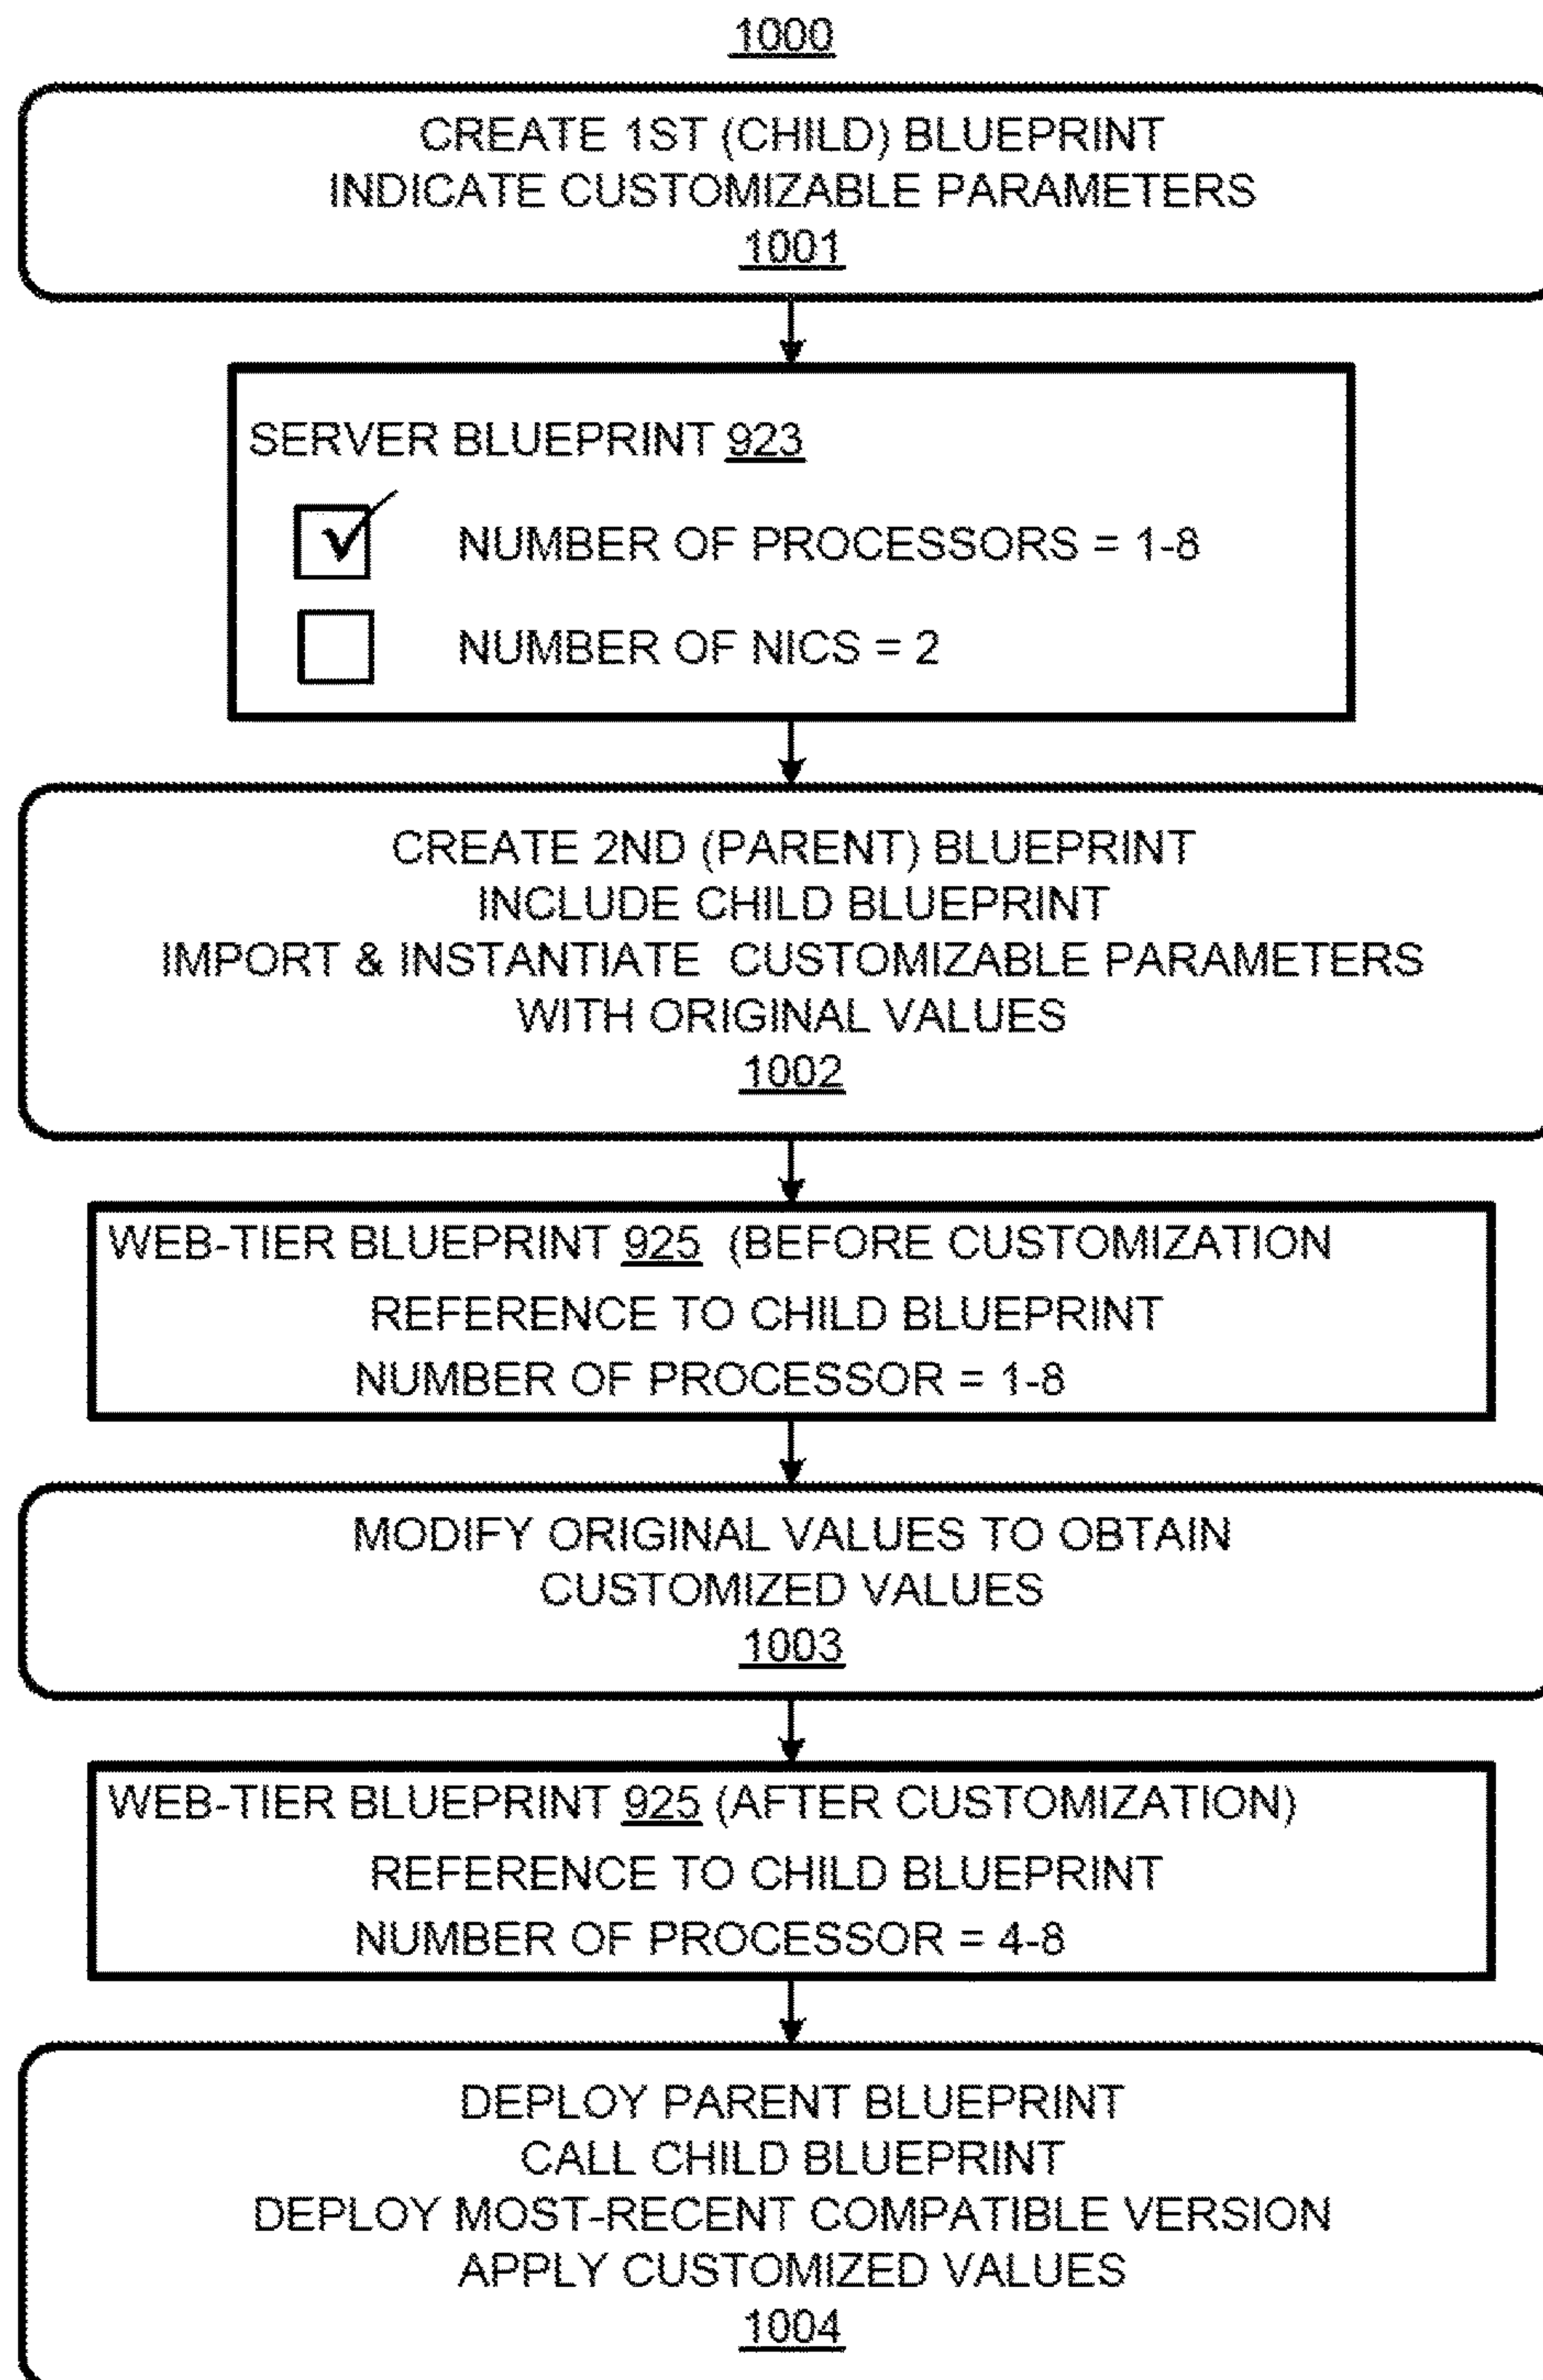 1000
CREATE 1ST (CHILD) BLUEPRINT
INDICATE CUSTOMIZABLE PARAMETERS
1001
SERVER BLUEPRINT 923
NUMBER OF PROCESSORS = 1-8
NUMBER OF NICS = 2
CREATE 2ND (PARENT) BLUEPRINT
INCLUDE CHILD BLUEPRINT
IMPORT & INSTANTIATE CUSTOMIZABLE PARAMETERS
WITH ORIGINAL VALUES
1002
WEB-TIER BLUEPRINT 925 (BEFORE CUSTOMIZATION
REFERENCE TO CHILD BLUEPRINT
NUMBER OF PROCESSOR = 1-8
MODIFY ORIGINAL VALUES TO OBTAIN
CUSTOMIZED VALUES
1003
WEB-TIER BLUEPRINT 925 (AFTER CUSTOMIZATION)
REFERENCE TO CHILD BLUEPRINT
NUMBER OF PROCESSOR = 4-8
DEPLOY PARENT BLUEPRINT
CALL CHILD BLUEPRINT
DEPLOY MOST-RECENT COMPATIBLE VERSION
APPLY CUSTOMIZED VALUES
1004